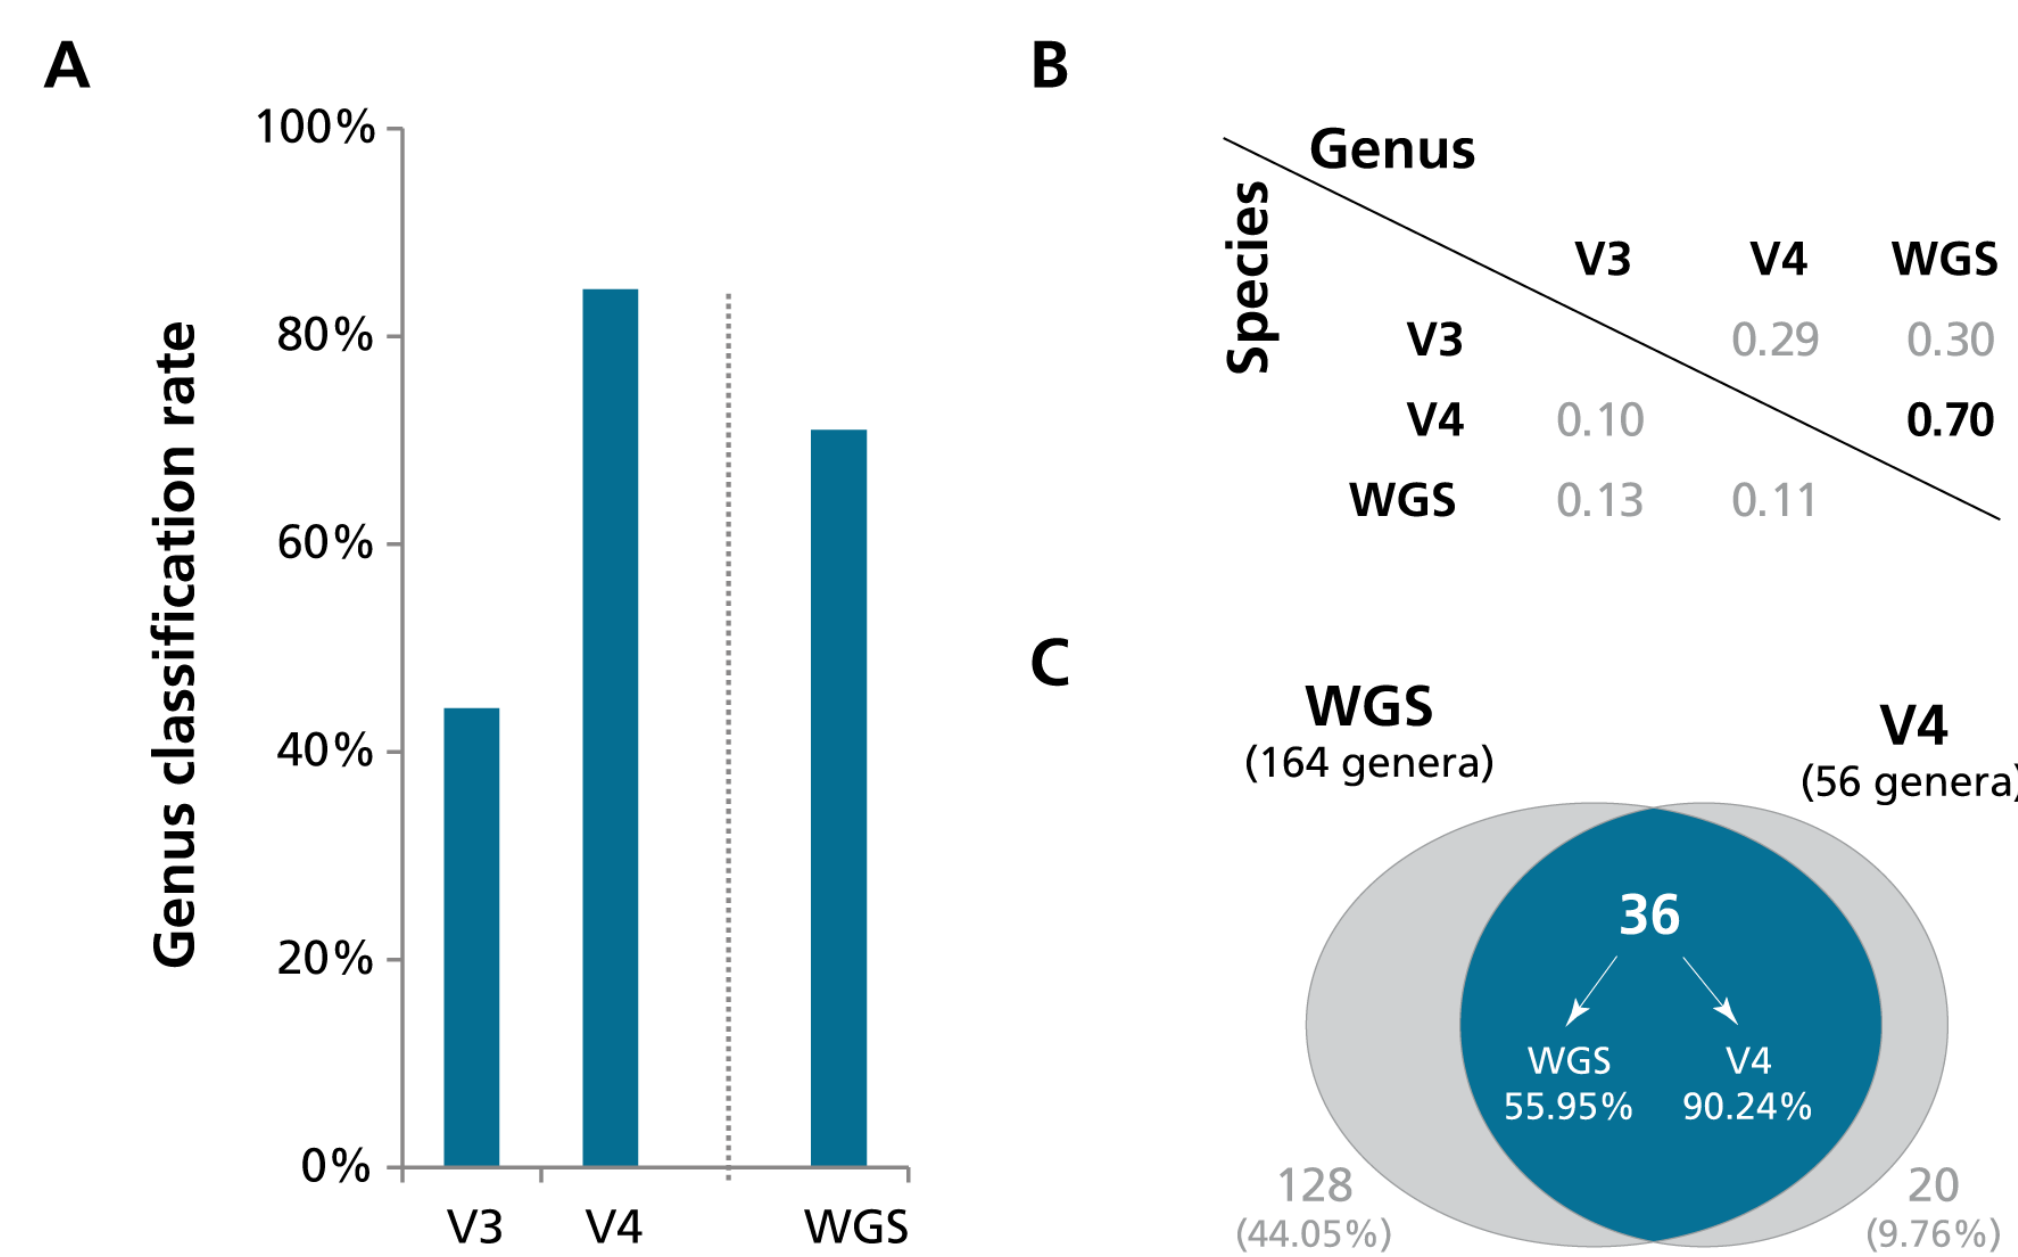 A
100%
80%
60%
40%
20%
0%
Genus classification rate
V3 V4 WGS
B
Genus
Species
V3 V4 WGS
V3 0.29 0.30
V4 0.10 0.70
WGS 0.13 0.11
C
WGS
(164 genera)
V4
(56 genera)
36
WGS V4
55.95% 90.24%
128
(44.05%)
20
(9.76%)